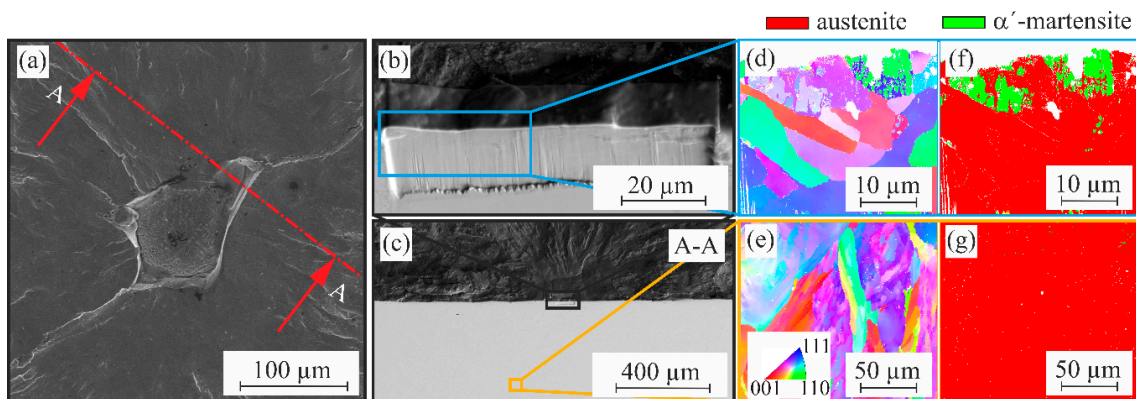 austenite
α´-martensite
(a)
A
A
100 µm
(b)
20 µm
(c)
A-A
400 µm
(d)
10 µm
(f)
10 µm
(e)
111
001
110
50 µm
(g)
50 µm